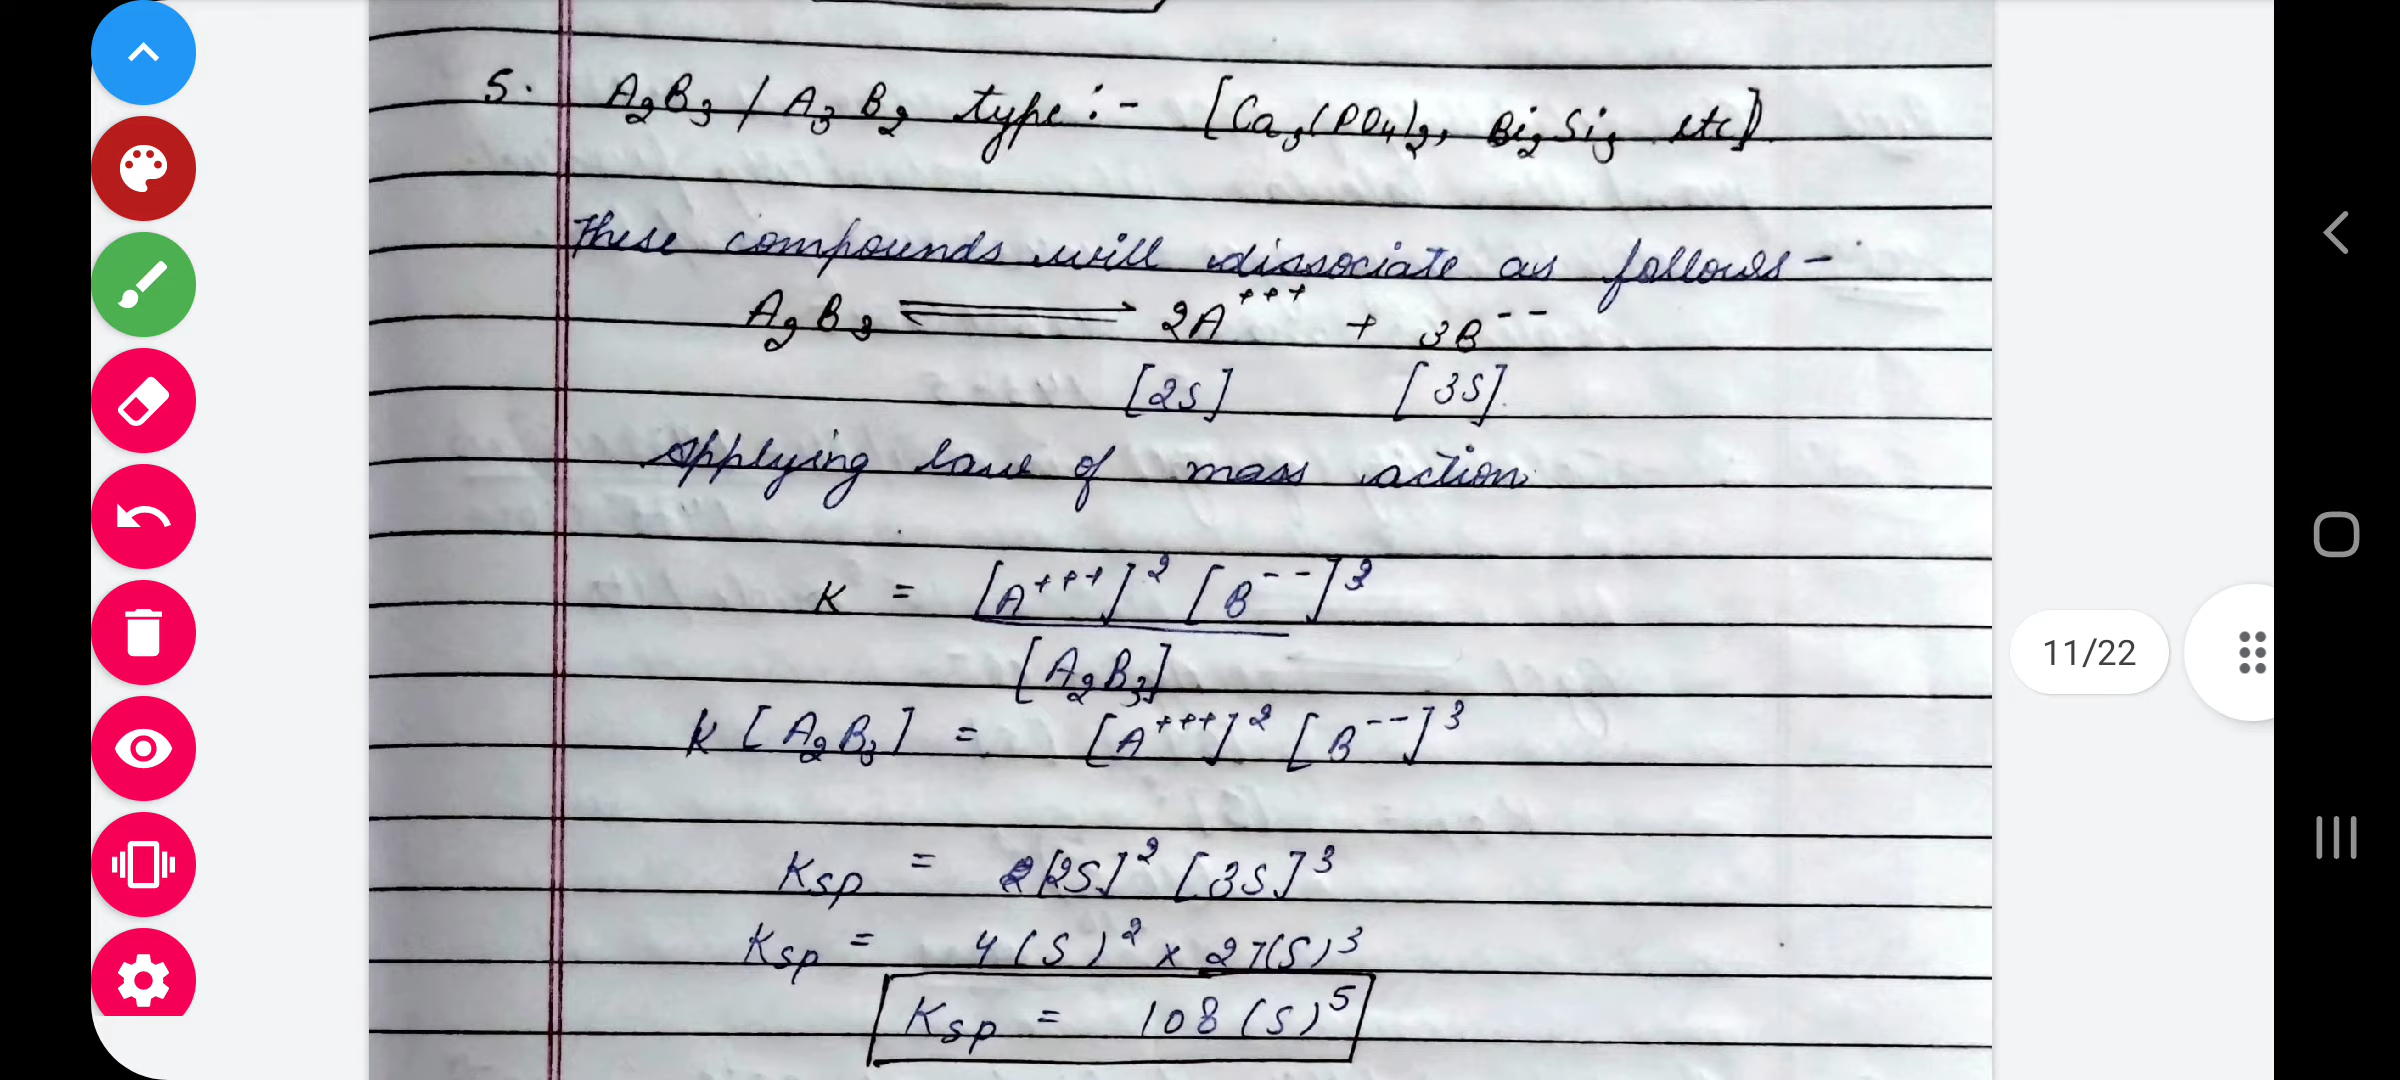 5. A₂B₃ / A₃B₂ type :- [Ca₃(PO₄)₂, Bi₂Si₃ etc]
These compounds will dissociate as follows -
A₂B₃ ⇌ 2A⁺⁺⁺ + 3B⁻⁻
[2S] [3S].
Applying law of mass action
K = [A⁺⁺⁺]² [B⁻⁻]³
[A₂B₃]
K [A₂B₃] = [A⁺⁺⁺]² [B⁻⁻]³
11/22
Ksp = [2S]² [3S]³
Ksp = 4(S)² x 27(S)³
Ksp = 108 (S)⁵